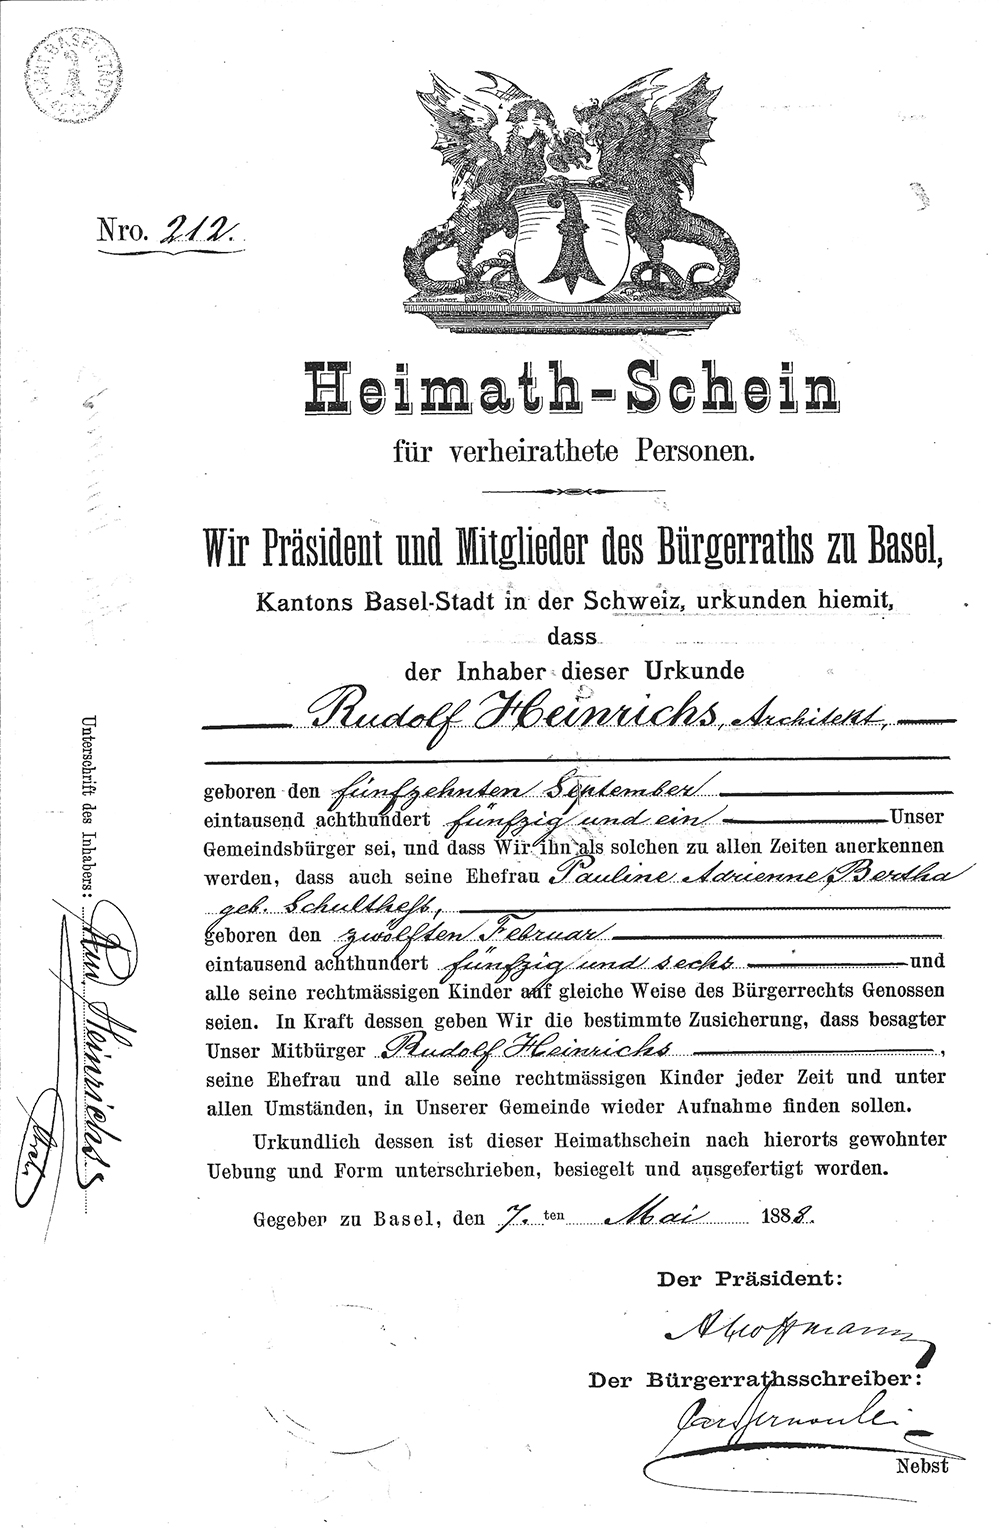 KANT. BASEL-STADT
Nro. 212.
Heimath-Schein
für verheirathete Personen.
Wir Präsident und Mitglieder des Bürgerraths zu Basel,
Kantons Basel-Stadt in der Schweiz, urkunden hiemit,
dass
der Inhaber dieser Urkunde
Rudolf Heinrichs, Architekt,
geboren den fünfzehnten September
eintausend achthundert fünfzig und ein Unser
Gemeindsbürger sei, und dass Wir ihn als solchen zu allen Zeiten anerkennen
werden, dass auch seine Ehefrau Pauline Adrienne Bertha
geb. Schultheß,
geboren den zwölften Februar
eintausend achthundert fünfzig und sechs und
alle seine rechtmässigen Kinder auf gleiche Weise des Bürgerrechts Genossen
seien. In Kraft dessen geben Wir die bestimmte Zusicherung, dass besagter
Unser Mitbürger Rudolf Heinrichs,
seine Ehefrau und alle seine rechtmässigen Kinder jeder Zeit und unter
allen Umständen, in Unserer Gemeinde wieder Aufnahme finden sollen.
Urkundlich dessen ist dieser Heimathschein nach hierorts gewohnter
Uebung und Form unterschrieben, besiegelt und ausgefertigt worden.
Gegeben zu Basel, den 7. ten Mai 1888.
Der Präsident:
Hoffmann
Der Bürgerrathsschreiber:
Carl Bernoulli
Nebst
Unterschrift des Inhabers:
Heinrichs